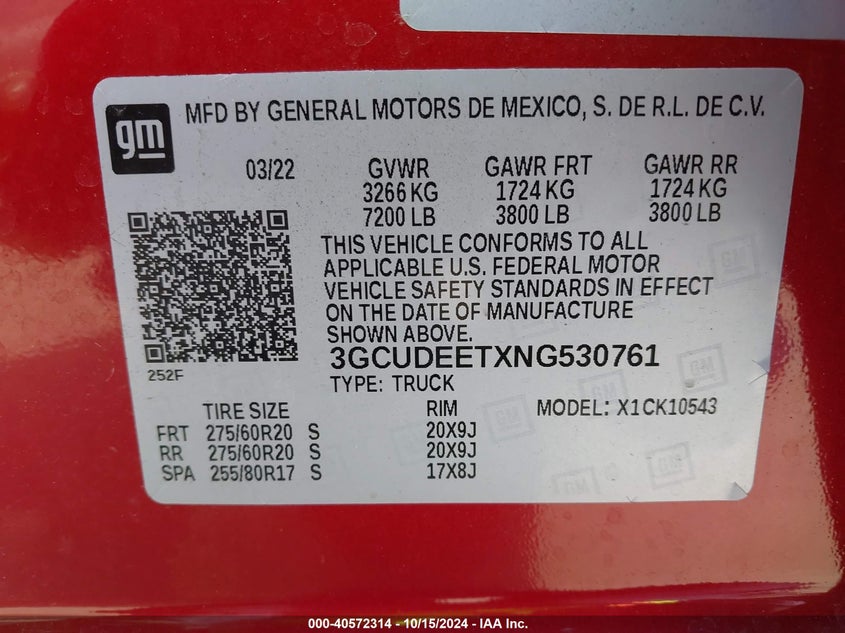 gm
MFD BY GENERAL MOTORS DE MEXICO, S. DE R.L. DE C.V.
03/22 GVWR GAWR FRT GAWR RR
3266 KG 1724 KG 1724 KG
7200 LB 3800 LB 3800 LB
THIS VEHICLE CONFORMS TO ALL
APPLICABLE U.S. FEDERAL MOTOR
VEHICLE SAFETY STANDARDS IN EFFECT
ON THE DATE OF MANUFACTURE
SHOWN ABOVE.
252F
3GCUDEETXNG530761
TYPE: TRUCK
TIRE SIZE RIM MODEL: X1CK10543
FRT 275/60R20 S 20X9J
RR 275/60R20 S 20X9J
SPA 255/80R17 S 17X8J
000-40572314 - 10/15/2024 - IAA Inc.